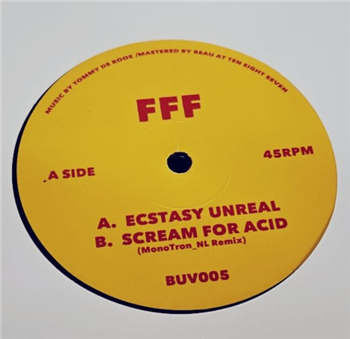 MUSIC BY TOMMY DE ROOS /MASTERED BY BEAU AT TEN EIGHT SEVEN
FFF
.A SIDE
45RPM
A. ECSTASY UNREAL
B. SCREAM FOR ACID
(MonoTron_NL Remix)
BUV005